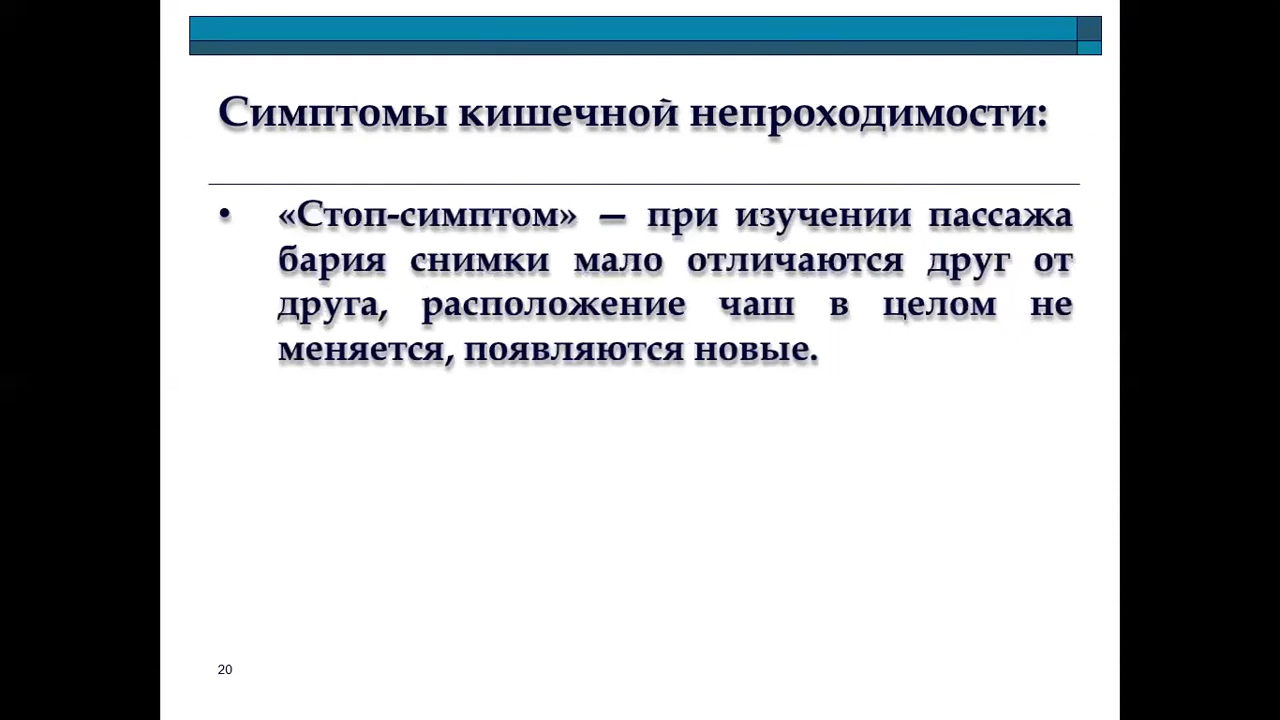 Симптомы кишечной непроходимости:
• «Стоп-симптом» — при изучении пассажа
бария снимки мало отличаются друг от
друга, расположение чаш в целом не
меняется, появляются новые.
20